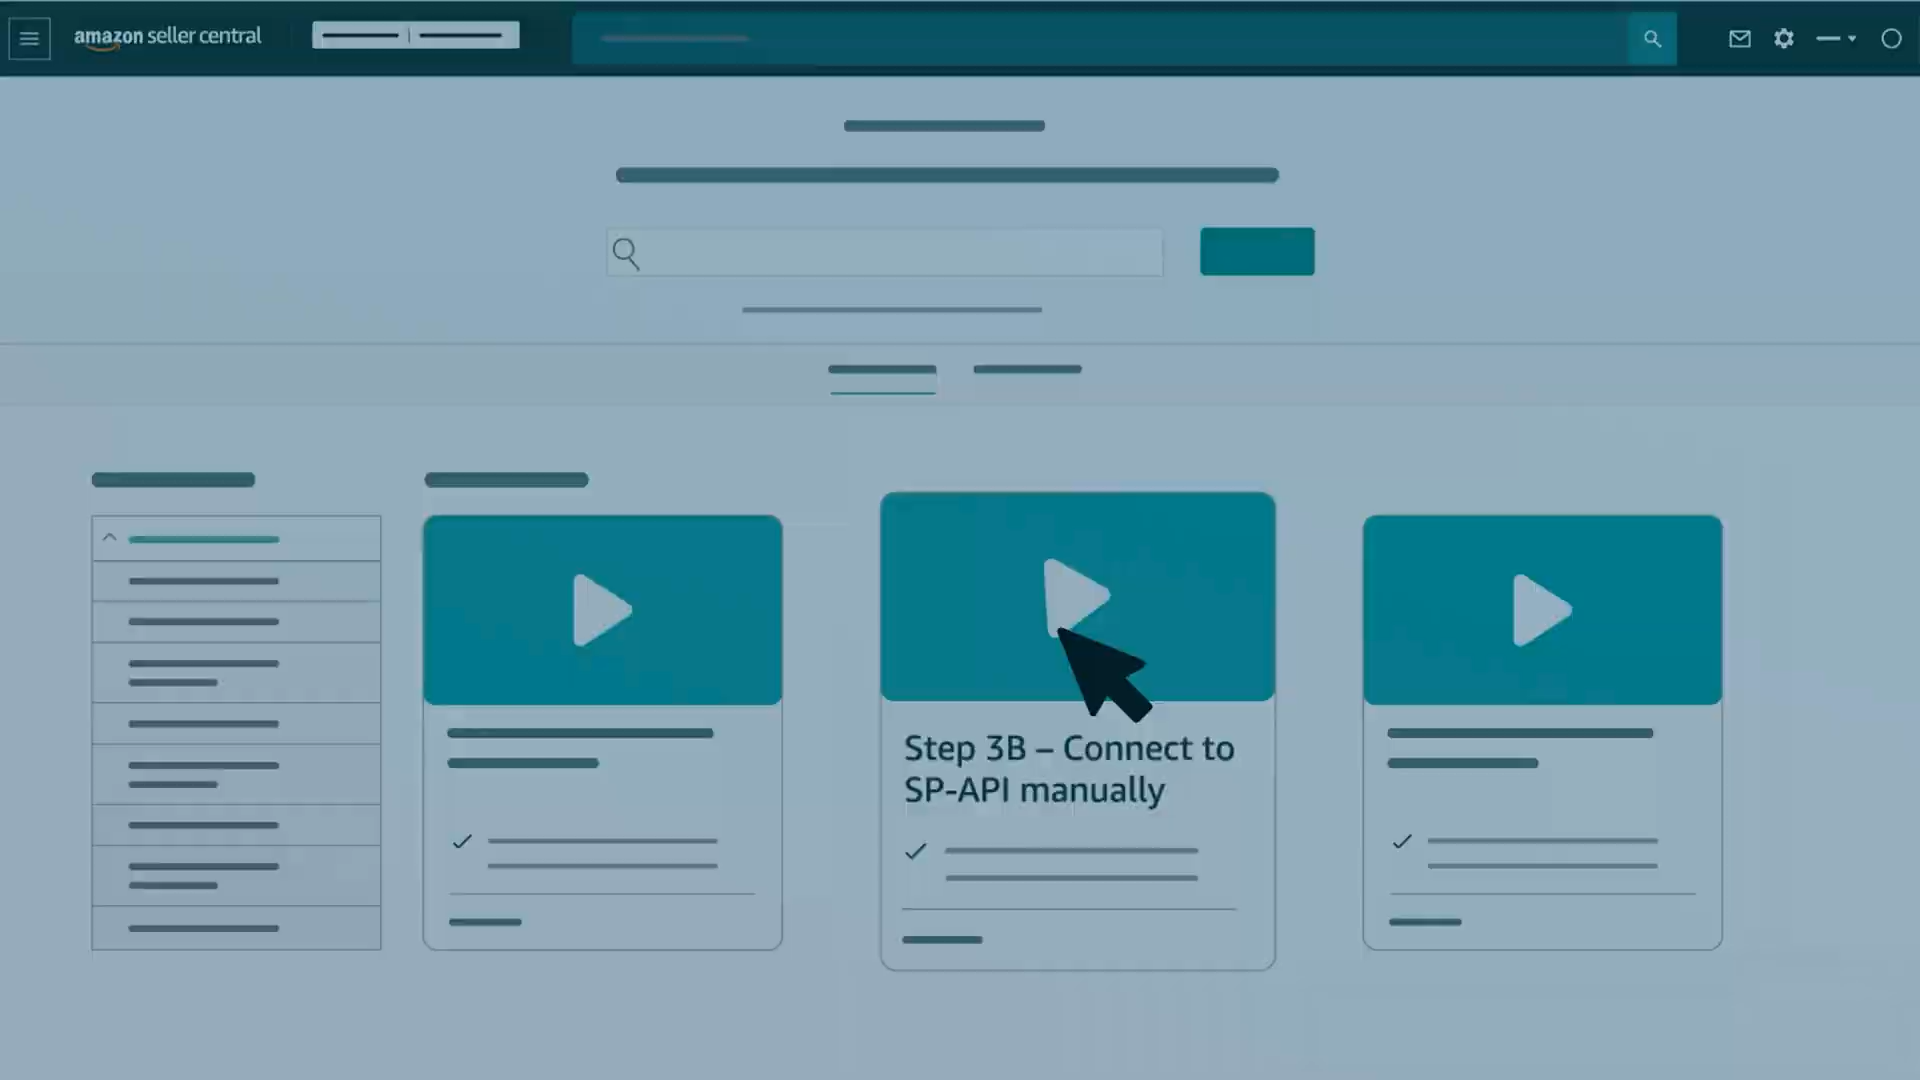 amazon seller central
Step 3B – Connect to
SP-API manually